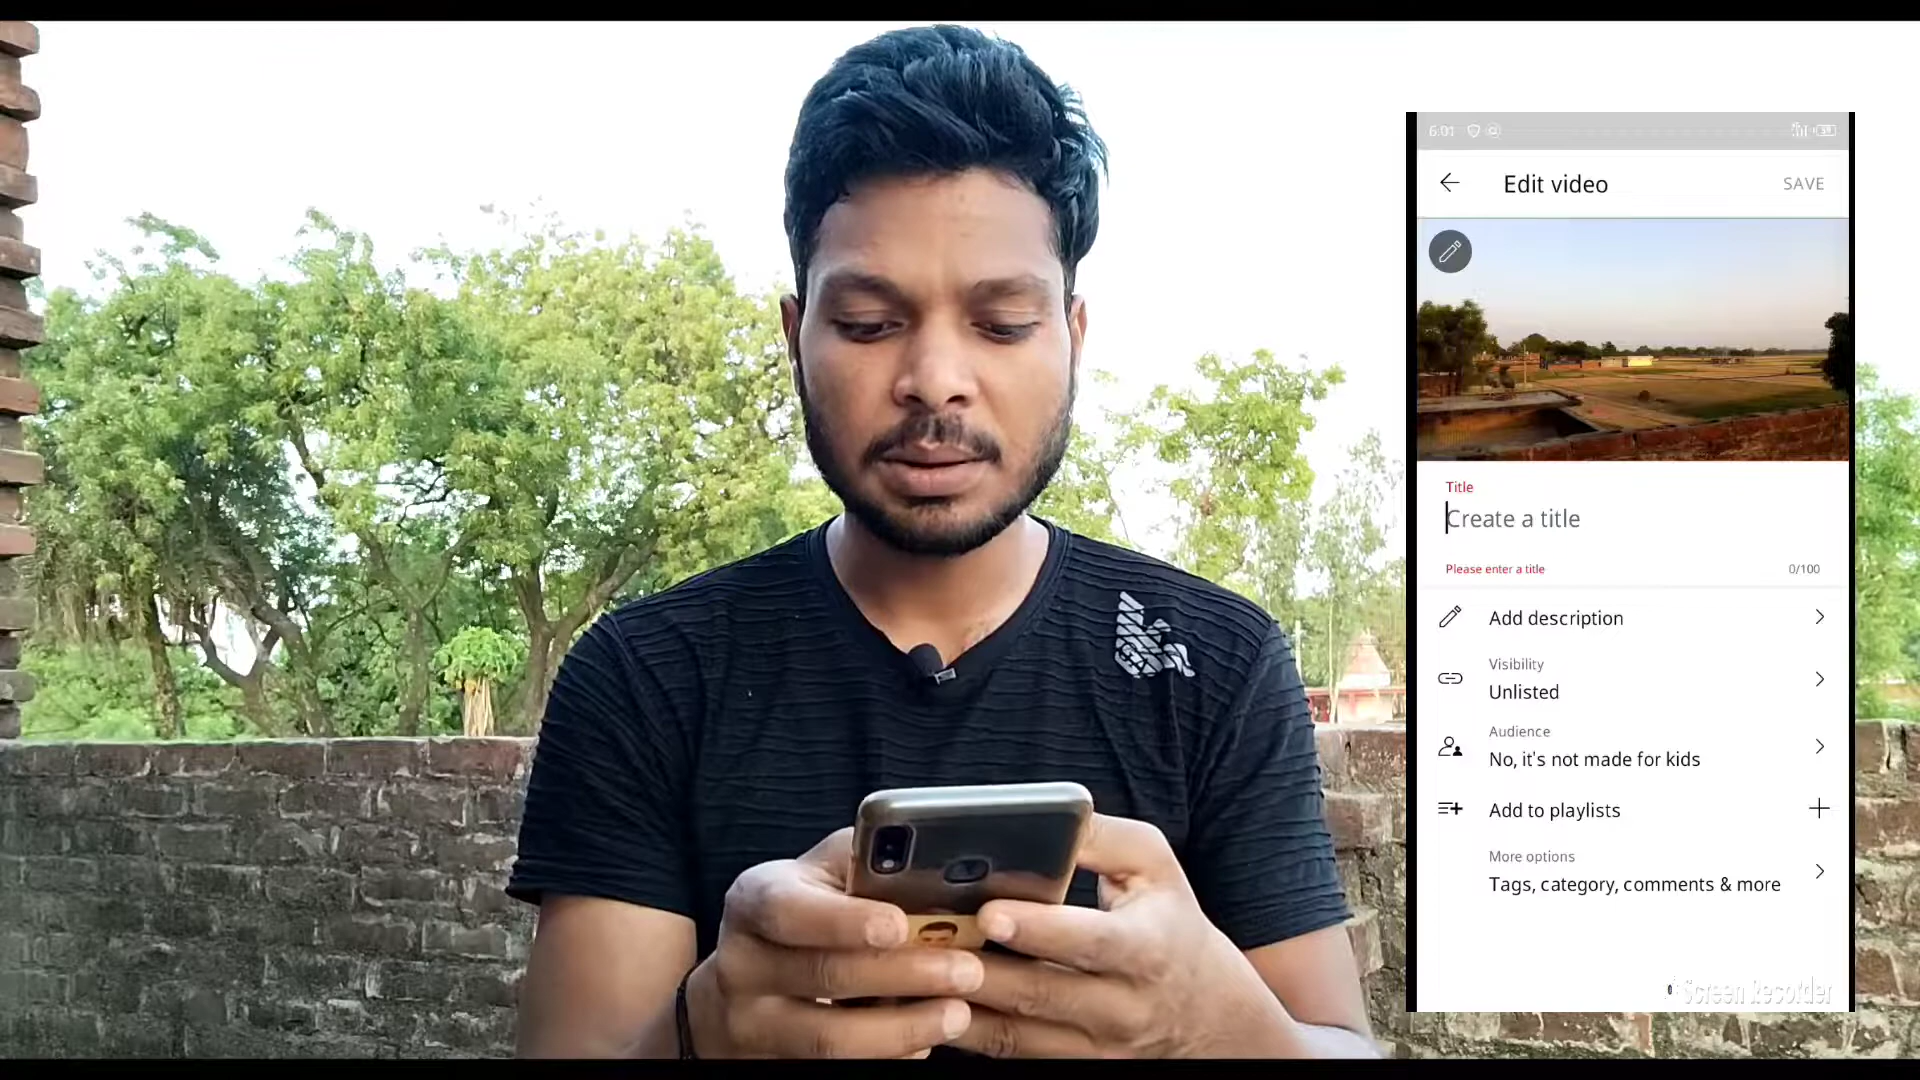 6:01
Edit video
SAVE
Title
Create a title
Please enter a title
0/100
Add description
Visibility
Unlisted
Audience
No, it's not made for kids
Add to playlists
More options
Tags, category, comments & more
Screen Recorder